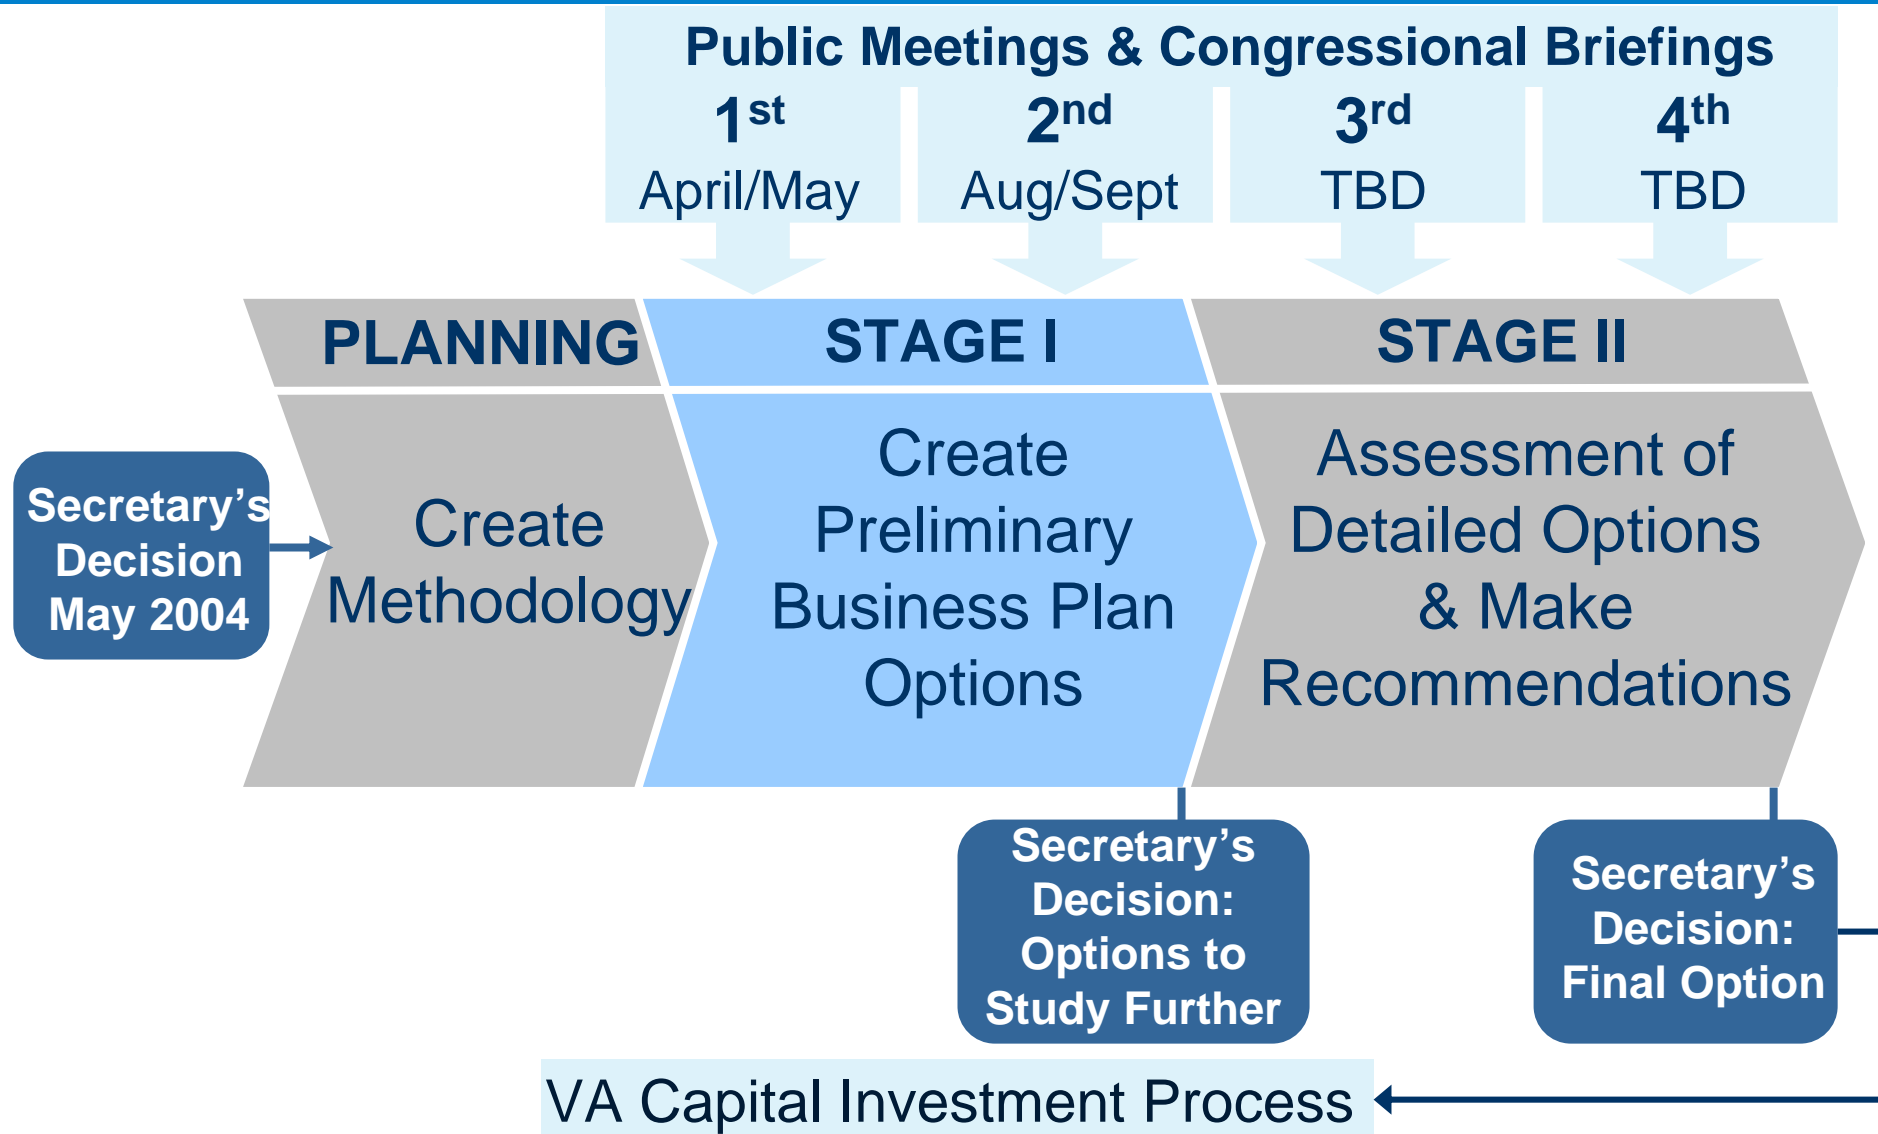 Public Meetings & Congressional Briefings
1st
April/May
2nd
Aug/Sept
3rd
TBD
4th
TBD
PLANNING
STAGE I
STAGE II
Secretary’s
Decision
May 2004
Create
Methodology
Create
Preliminary
Business Plan
Options
Assessment of
Detailed Options
& Make
Recommendations
Secretary’s
Decision:
Options to
Study Further
Secretary’s
Decision:
Final Option
VA Capital Investment Process